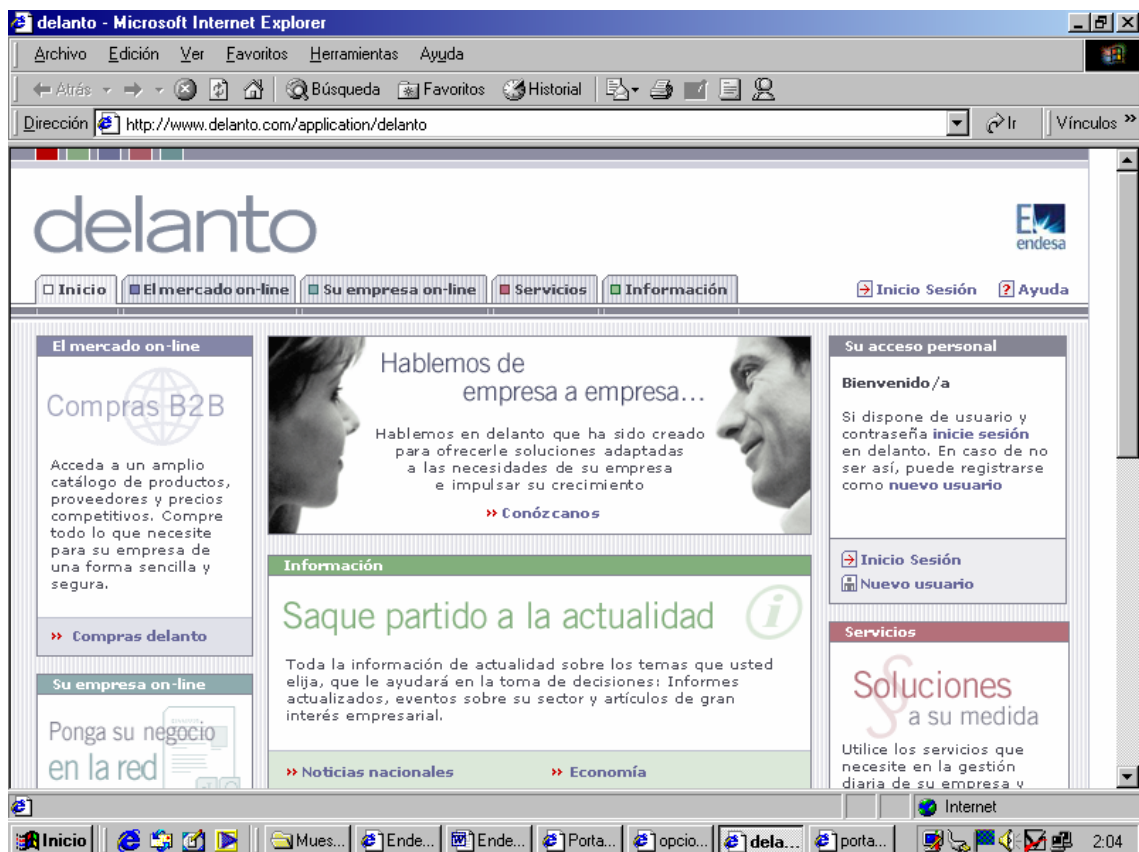 delanto - Microsoft Internet Explorer
Archivo Edición Ver Favoritos Herramientas Ayuda
Atrás Búsqueda Favoritos Historial
Dirección http://www.delanto.com/application/delanto Ir Vínculos »
delanto
endesa
Inicio El mercado on-line Su empresa on-line Servicios Información Inicio Sesión ? Ayuda
El mercado on-line
Compras B2B
Acceda a un amplio
catálogo de productos,
proveedores y precios
competitivos. Compre
todo lo que necesite
para su empresa de
una forma sencilla y
segura.
» Compras delanto
Su empresa on-line
Ponga su negocio
en la red
Hablemos de
empresa a empresa...
Hablemos en delanto que ha sido creado
para ofrecerle soluciones adaptadas
a las necesidades de su empresa
e impulsar su crecimiento
» Conózcanos
Información
Saque partido a la actualidad
i
Toda la información de actualidad sobre los temas que usted
elija, que le ayudará en la toma de decisiones: Informes
actualizados, eventos sobre su sector y artículos de gran
interés empresarial.
» Noticias nacionales » Economía
Su acceso personal
Bienvenido/a
Si dispone de usuario y
contraseña inicie sesión
en delanto. En caso de no
ser así, puede registrarse
como nuevo usuario
Inicio Sesión
Nuevo usuario
Servicios
Soluciones
a su medida
Utilice los servicios que
necesite en la gestión
diaria de su empresa y
Internet
Inicio Mues... Ende... Ende... Porta... opcio... dela... porta... 2:04